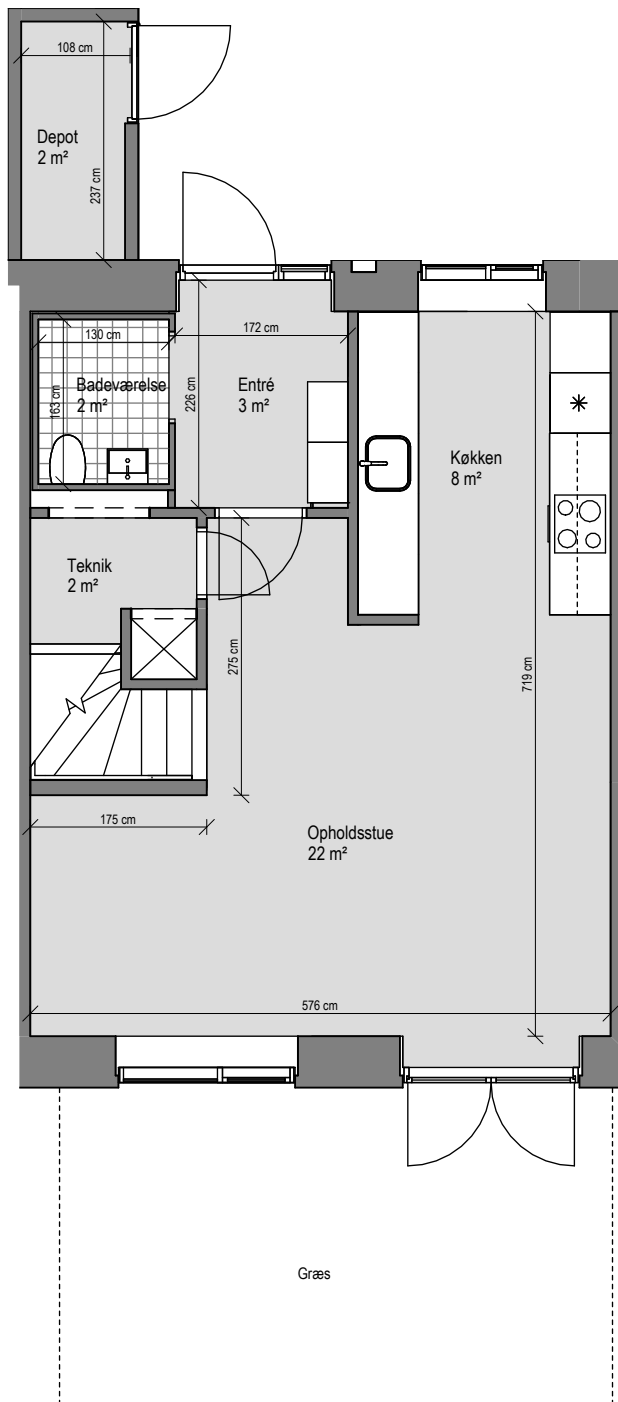 108 cm
Depot
2 m²
237 cm
130 cm
172 cm
Badeværelse
2 m²
163 cm
226 cm
Entré
3 m²
Køkken
8 m²
Teknik
2 m²
275 cm
719 cm
175 cm
Opholdsstue
22 m²
576 cm
Græs